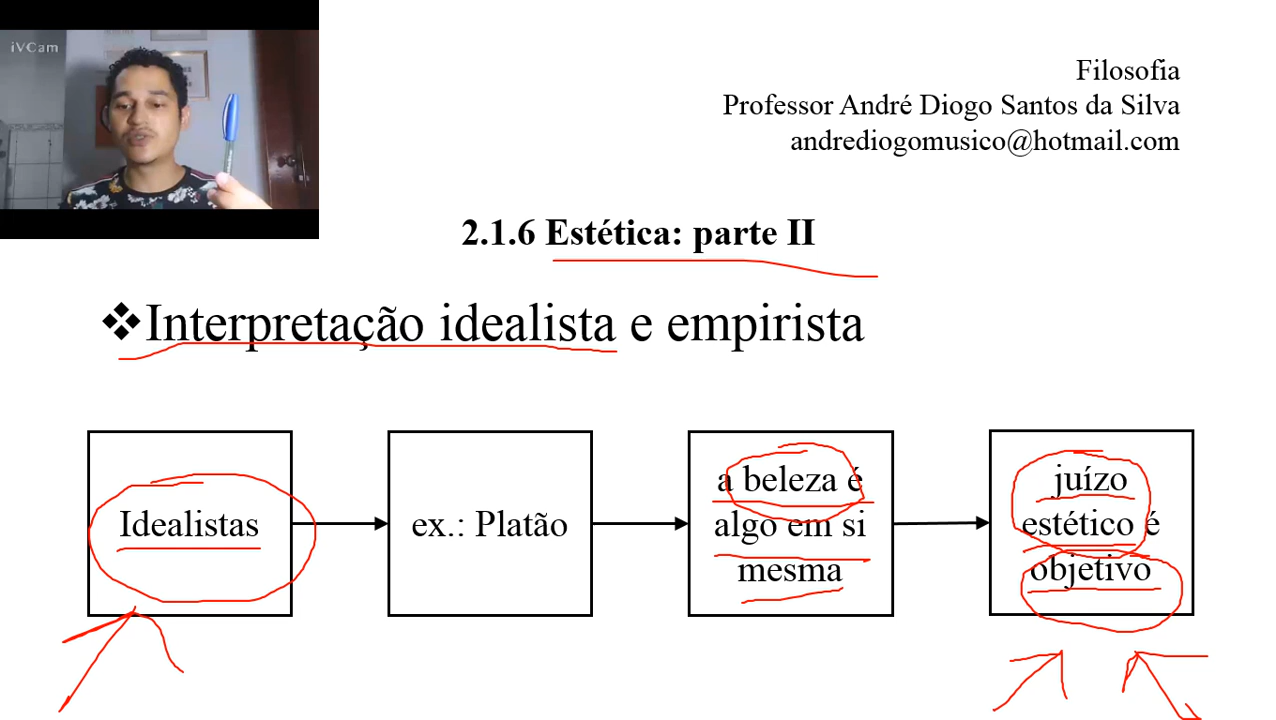 iVCam
Filosofia
Professor André Diogo Santos da Silva
andrediogomusico@hotmail.com
2.1.6 Estética: parte II
❖Interpretação idealista e empirista
Idealistas
ex.: Platão
a beleza é
algo em si
mesma
juízo
estético é
objetivo